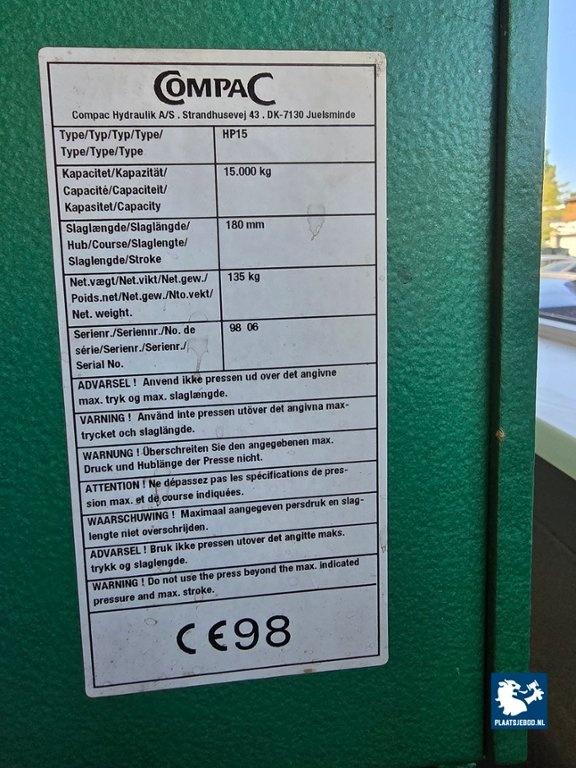 COMPAC
Compac Hydraulik A/S . Strandhusevej 43 . DK-7130 Juelsminde
Type/Typ/Typ/Type/
Type/Type/Type
HP15
Kapacitet/Kapazität/
Capacité/Capaciteit/
Kapasitet/Capacity
15.000 kg
Slaglængde/Slaglängde/
Hub/Course/Slaglengte/
Slaglengde/Stroke
180 mm
Net.vægt/Net.vikt/Net.gew./
Poids.net/Net.gew./Nto.vekt/
Net. weight.
135 kg
Serienr./Seriennr./No. de
série/Serienr./Serienr./
Serial No.
98 06
ADVARSEL ! Anvend ikke pressen ud over det angivne
max. tryk og max. slaglængde.
VARNING ! Använd inte pressen utöver det angivna max-
trycket och slaglängde.
WARNUNG ! Überschreiten Sie den angegebenen max.
Druck und Hublänge der Presse nicht.
ATTENTION ! Ne dépassez pas les spécifications de pres-
sion max. et de course indiquées.
WAARSCHUWING ! Maximaal aangegeven persdruk en slag-
lengte niet overschrijden.
ADVARSEL ! Bruk ikke pressen utover det angitte maks.
trykk og slaglengde.
WARNING ! Do not use the press beyond the max. indicated
pressure and max. stroke.
CE98
PLAATSJEBOD.NL